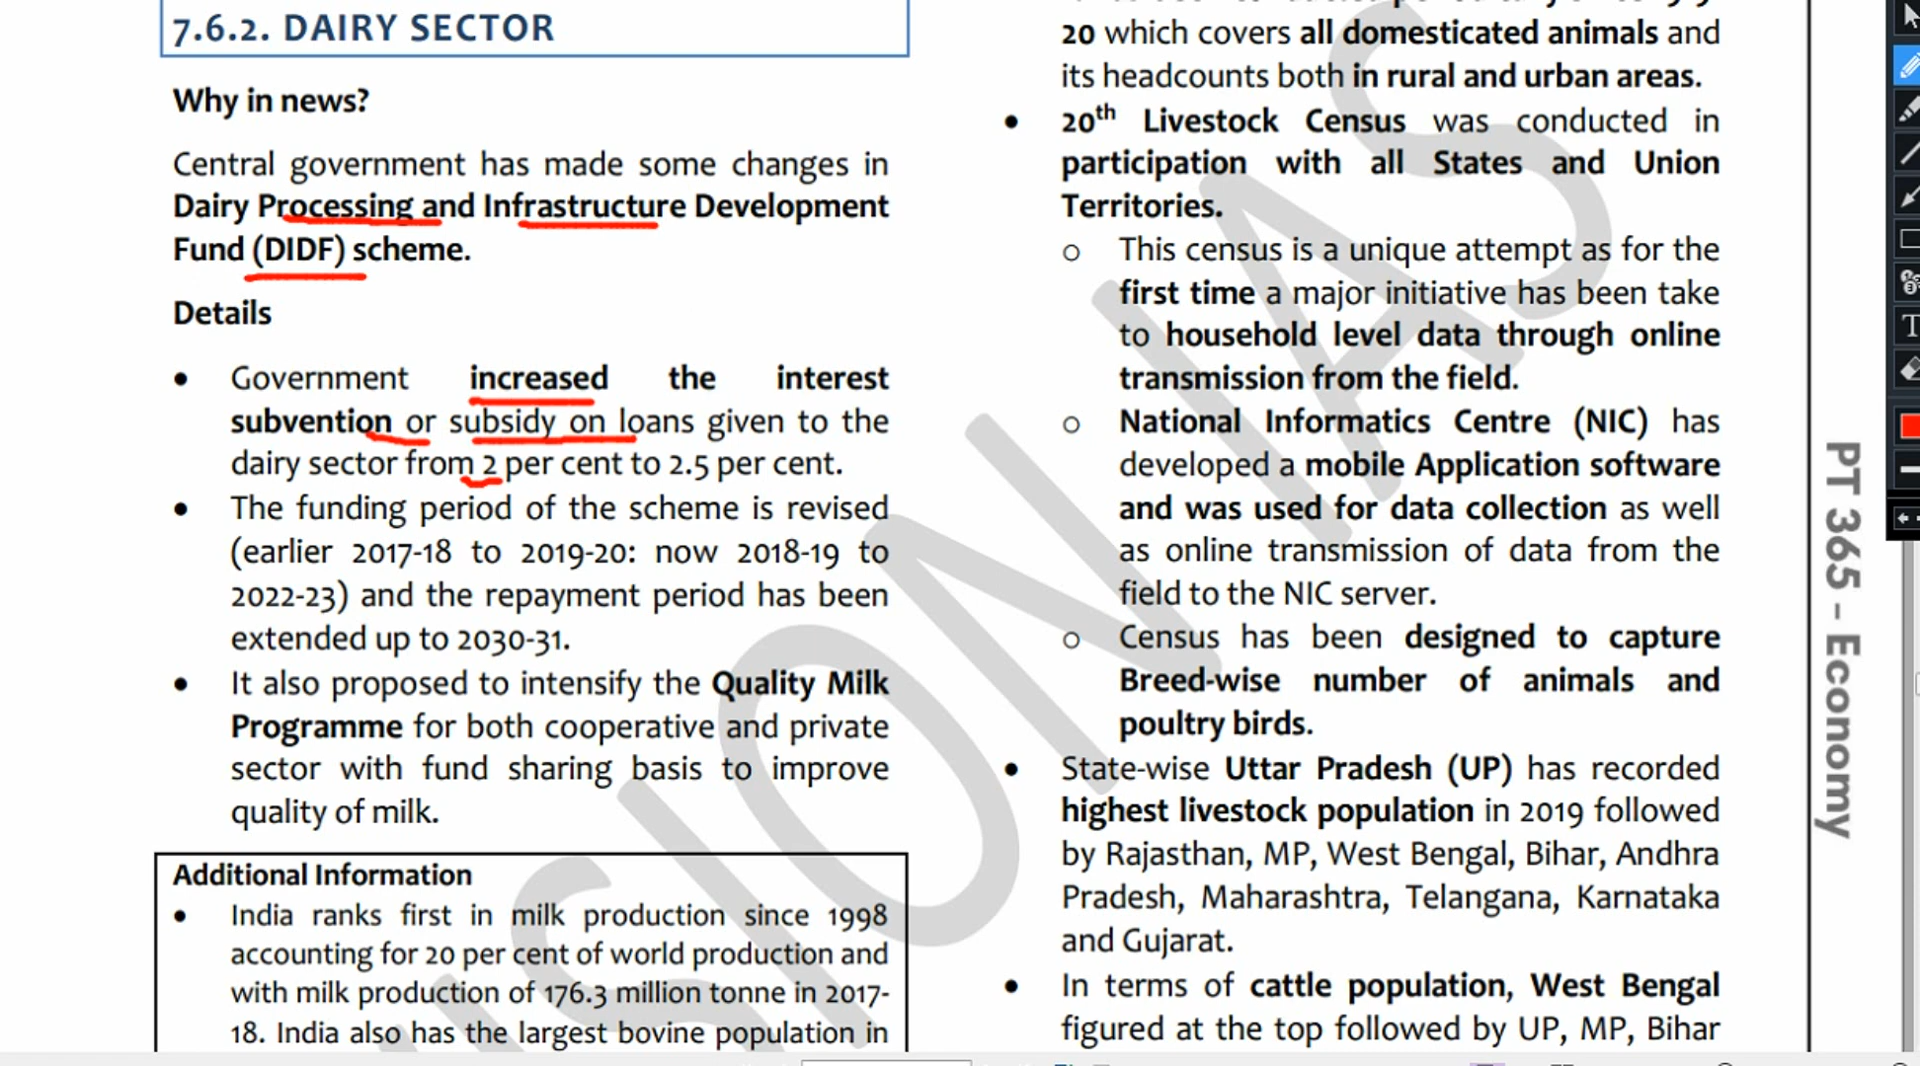 7.6.2. DAIRY SECTOR
Why in news?
Central government has made some changes in
Dairy Processing and Infrastructure Development
Fund (DIDF) scheme.
Details
• Government increased the interest
subvention or subsidy on loans given to the
dairy sector from 2 per cent to 2.5 per cent.
• The funding period of the scheme is revised
(earlier 2017-18 to 2019-20: now 2018-19 to
2022-23) and the repayment period has been
extended up to 2030-31.
• It also proposed to intensify the Quality Milk
Programme for both cooperative and private
sector with fund sharing basis to improve
quality of milk.
Additional Information
• India ranks first in milk production since 1998
accounting for 20 per cent of world production and
with milk production of 176.3 million tonne in 2017-
18. India also has the largest bovine population in
20 which covers all domesticated animals and
its headcounts both in rural and urban areas.
• 20th Livestock Census was conducted in
participation with all States and Union
Territories.
o This census is a unique attempt as for the
first time a major initiative has been take
to household level data through online
transmission from the field.
o National Informatics Centre (NIC) has
developed a mobile Application software
and was used for data collection as well
as online transmission of data from the
field to the NIC server.
o Census has been designed to capture
Breed-wise number of animals and
poultry birds.
• State-wise Uttar Pradesh (UP) has recorded
highest livestock population in 2019 followed
by Rajasthan, MP, West Bengal, Bihar, Andhra
Pradesh, Maharashtra, Telangana, Karnataka
and Gujarat.
• In terms of cattle population, West Bengal
figured at the top followed by UP, MP, Bihar
PT 365 - Economy
VISION IAS